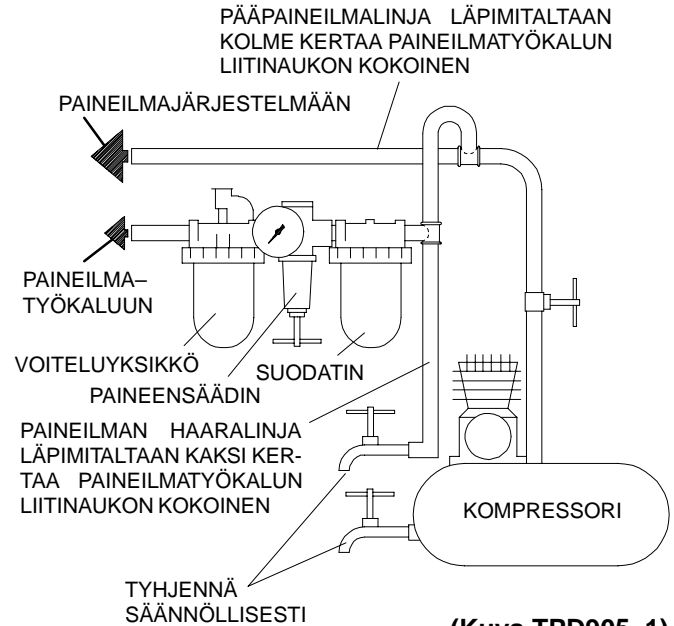 PÄÄPAINEILMALINJA LÄPIMITALTAAN
KOLME KERTAA PAINEILMATYÖKALUN
LIITINAUKON KOKOINEN
PAINEILMAJÄRJESTELMÄÄN
PAINEILMA–
TYÖKALUUN
VOITELUYKSIKKÖ
PAINEENSÄÄDIN
SUODATIN
PAINEILMAN HAARALINJA
LÄPIMITALTAAN KAKSI KER-
TAA PAINEILMATYÖKALUN
LIITINAUKON KOKOINEN
KOMPRESSORI
TYHJENNÄ
SÄÄNNÖLLISESTI